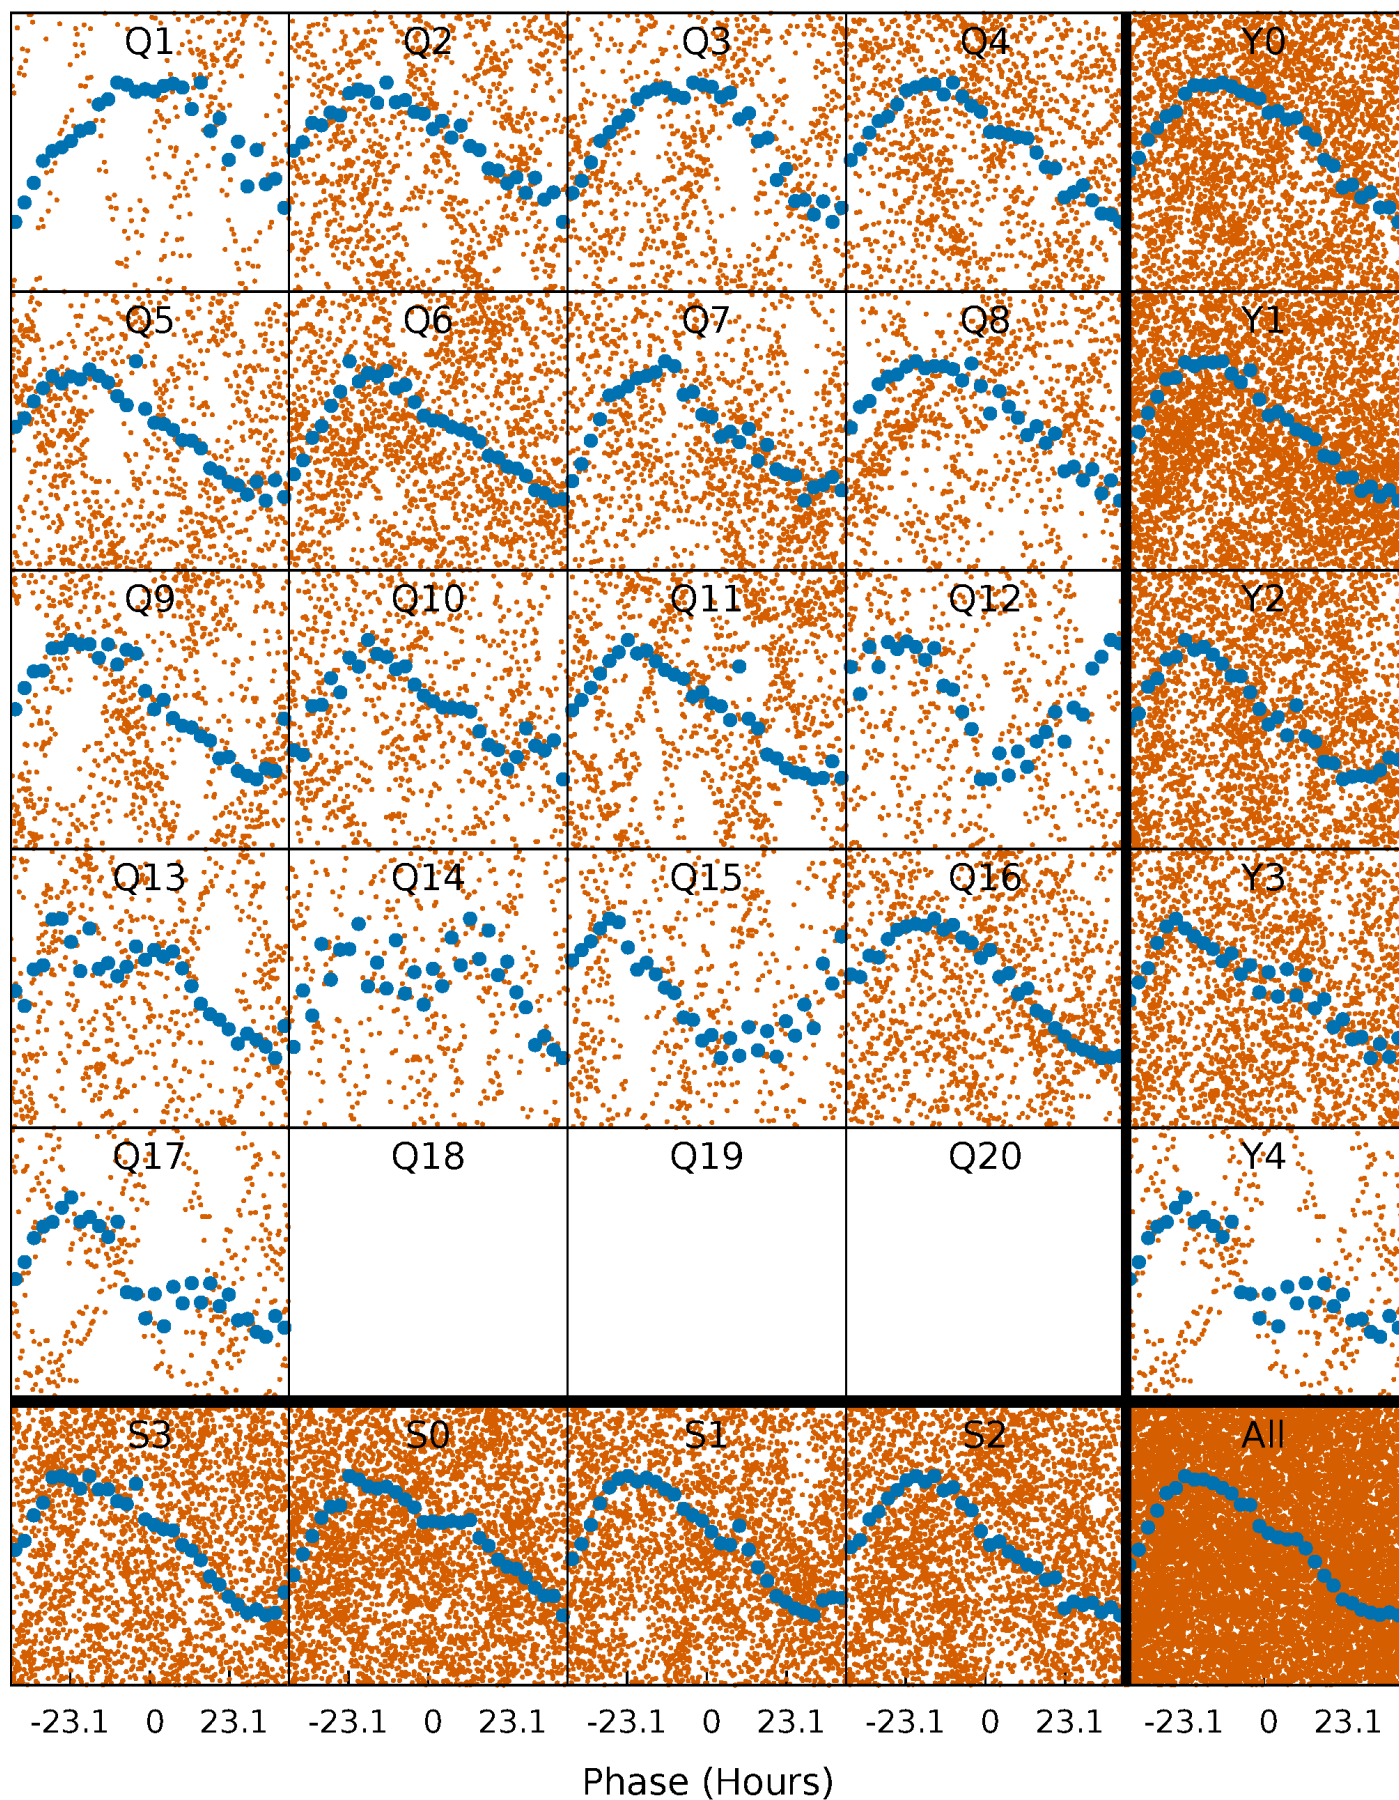 Q1 Q2 Q3 Q4 Y0
Q5 Q6 Q7 Q8 Y1
Q9 Q10 Q11 Q12 Y2
Q13 Q14 Q15 Q16 Y3
Q17 Q18 Q19 Q20 Y4
S3 S0 S1 S2 All
-23.1 0 23.1 -23.1 0 23.1 -23.1 0 23.1 -23.1 0 23.1 -23.1 0 23.1
Phase (Hours)